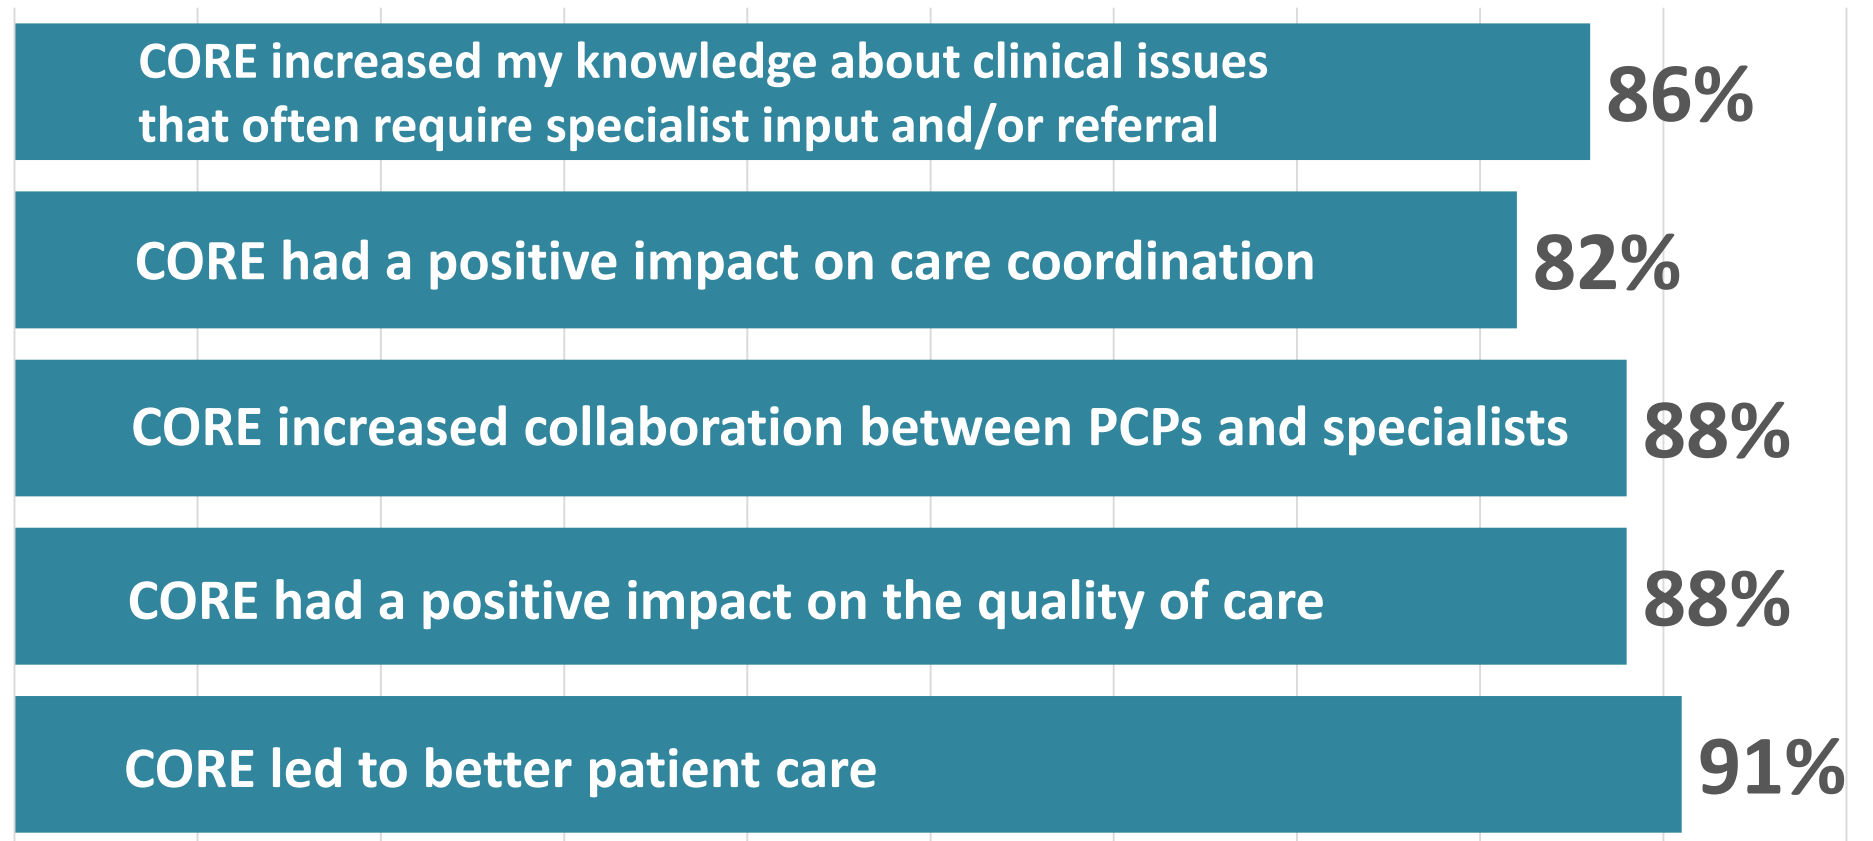 CORE increased my knowledge about clinical issues
that often require specialist input and/or referral
86%
CORE had a positive impact on care coordination
82%
CORE increased collaboration between PCPs and specialists
88%
CORE had a positive impact on the quality of care
88%
CORE led to better patient care
91%